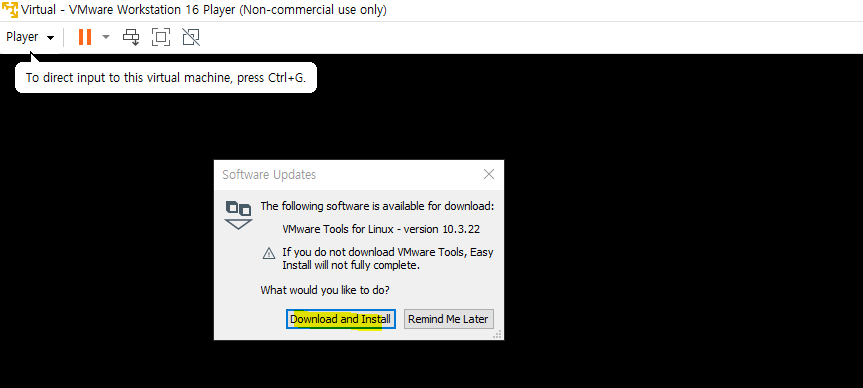 Virtual - VMware Workstation 16 Player (Non-commercial use only)
Player
To direct input to this virtual machine, press Ctrl+G.
Software Updates
The following software is available for download:
VMware Tools for Linux - version 10.3.22
If you do not download VMware Tools, Easy
Install will not fully complete.
What would you like to do?
Download and Install
Remind Me Later